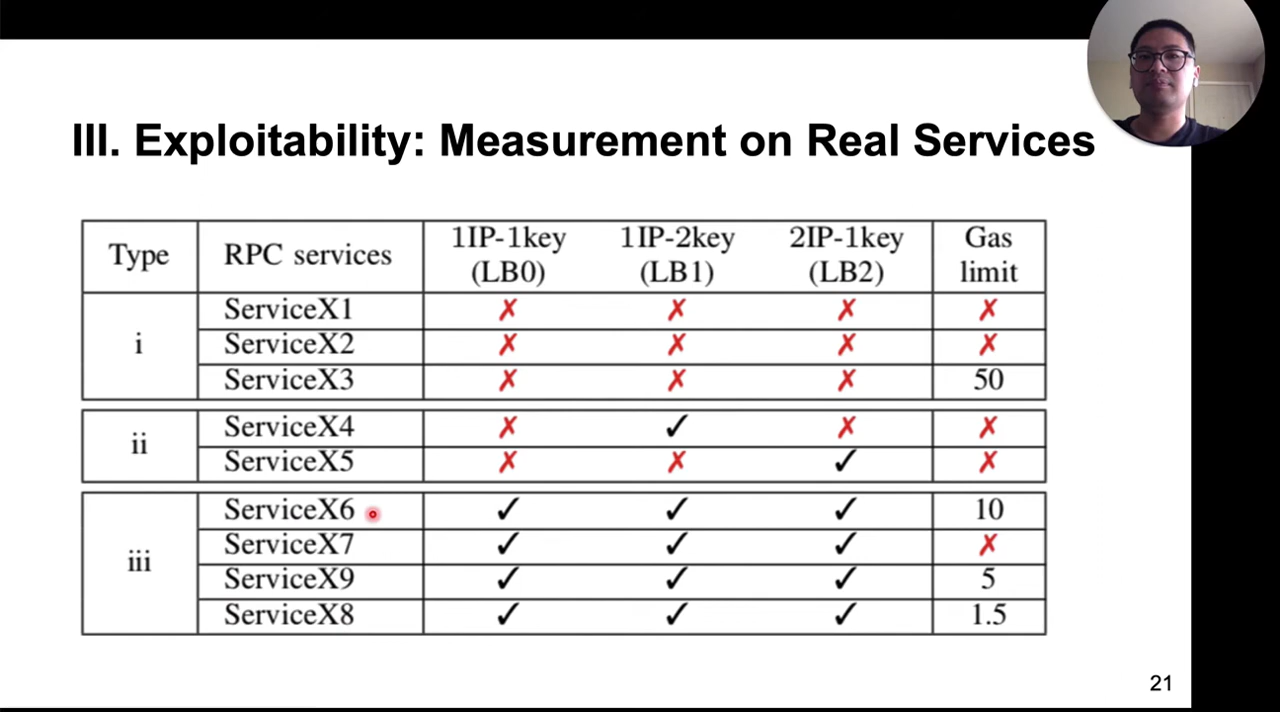 III. Exploitability: Measurement on Real Services
Type RPC services 1IP-1key (LB0) 1IP-2key (LB1) 2IP-1key (LB2) Gas limit
i
ServiceX1 ✗ ✗ ✗ ✗
ServiceX2 ✗ ✗ ✗ ✗
ServiceX3 ✗ ✗ ✗ 50
ii
ServiceX4 ✗ ✓ ✗ ✗
ServiceX5 ✗ ✗ ✓ ✗
iii
ServiceX6 ✓ ✓ ✓ 10
ServiceX7 ✓ ✓ ✓ ✗
ServiceX9 ✓ ✓ ✓ 5
ServiceX8 ✓ ✓ ✓ 1.5
21